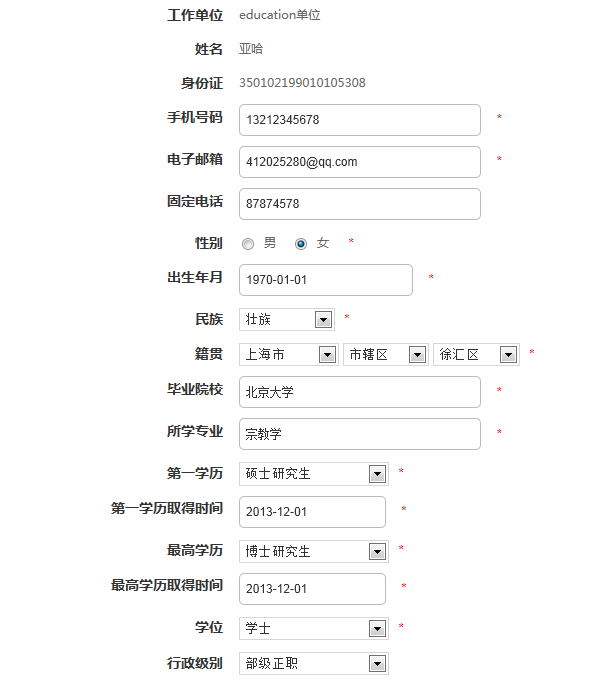 工作单位 education单位
姓名 亚哈
身份证 350102199010105308
手机号码 13212345678 *
电子邮箱 412025280@qq.com *
固定电话 87874578
性别 男 女 *
出生年月 1970-01-01 *
民族 壮族 *
籍贯 上海市 市辖区 徐汇区 *
毕业院校 北京大学 *
所学专业 宗教学 *
第一学历 硕士研究生 *
第一学历取得时间 2013-12-01 *
最高学历 博士研究生 *
最高学历取得时间 2013-12-01 *
学位 学士 *
行政级别 部级正职